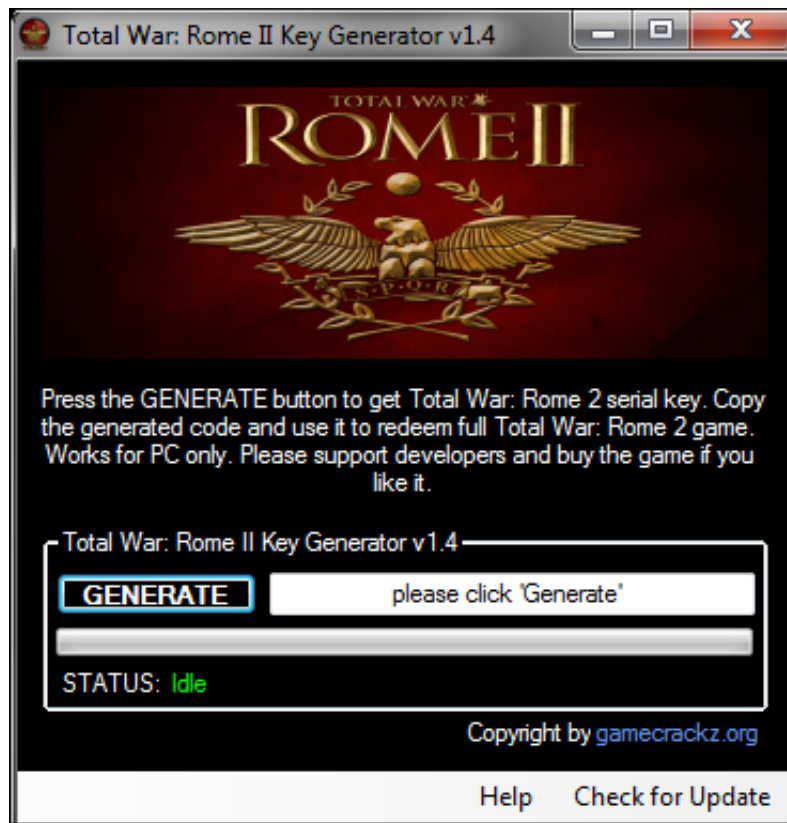 Total War: Rome II Key Generator v1.4
TOTAL WAR
ROME II
S·P·Q·R
Press the GENERATE button to get Total War: Rome 2 serial key. Copy
the generated code and use it to redeem full Total War: Rome 2 game.
Works for PC only. Please support developers and buy the game if you
like it.
Total War: Rome II Key Generator v1.4
GENERATE
please click 'Generate'
STATUS: Idle
Copyright by gamecrackz.org
Help Check for Update